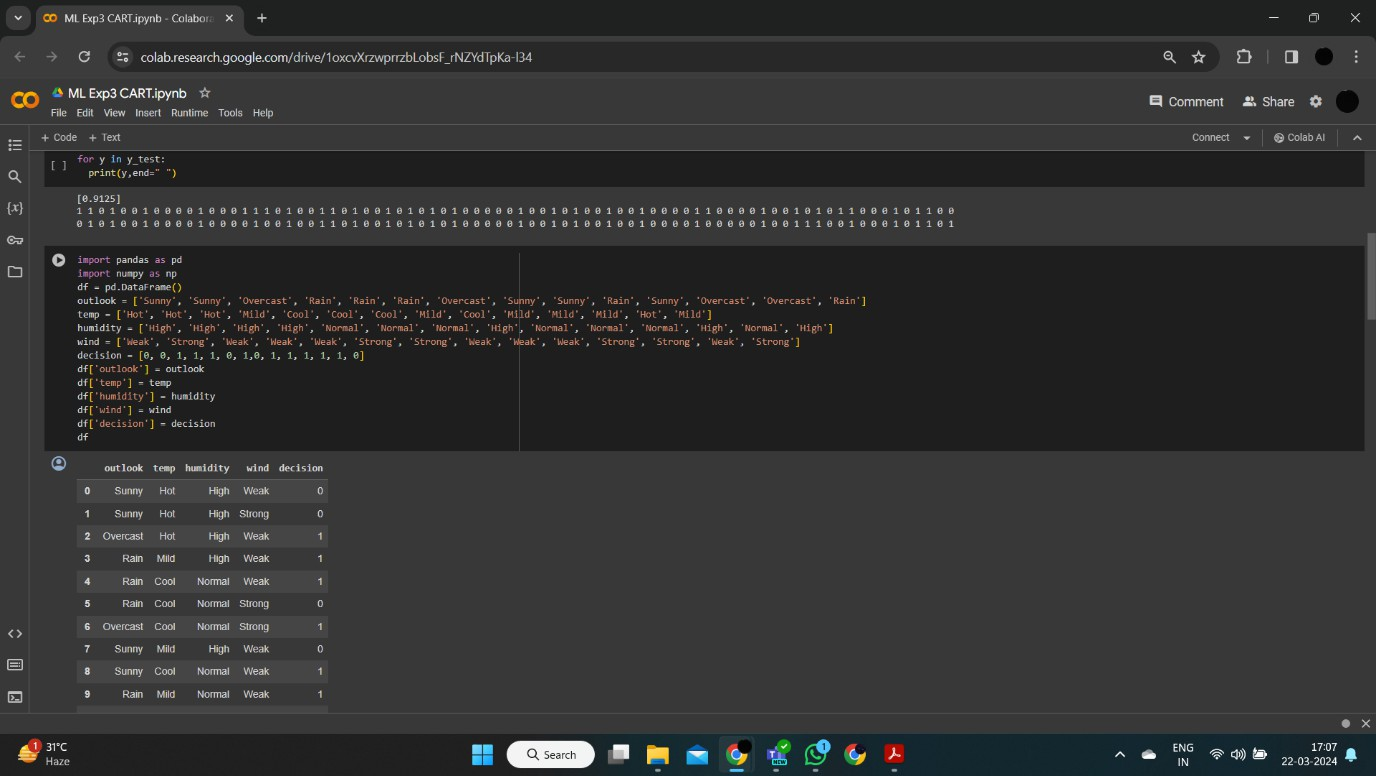 ML Exp3 CART.ipynb - Colabora
colab.research.google.com/drive/1oxcvXrzwprrzbLobsF_rNZYdTpKa-l34
ML Exp3 CART.ipynb
Comment
Share
File Edit View Insert Runtime Tools Help
+ Code + Text
Connect
Colab AI
[ ]
for y in y_test:
print(y,end=" ")
[0.9125]
1 1 0 1 0 0 1 0 0 0 0 1 0 0 0 1 1 1 0 1 0 0 1 1 0 1 0 0 1 0 1 0 1 0 1 0 0 0 0 0 1 0 0 1 0 1 0 0 1 0 0 1 0 0 0 0 1 1 0 0 0 0 1 0 0 1 0 1 0 1 1 0 0 0 1 0 1 1 0 0
0 1 0 1 0 0 1 0 0 0 0 1 0 0 0 0 1 0 0 1 0 0 1 1 0 1 0 0 1 0 1 0 1 0 1 0 0 0 0 0 1 0 0 1 0 1 0 0 1 0 0 1 0 0 0 0 1 0 0 0 0 0 1 0 0 1 1 1 0 0 1 0 0 0 1 0 1 1 0 1
import pandas as pd
import numpy as np
df = pd.DataFrame()
outlook = ['Sunny', 'Sunny', 'Overcast', 'Rain', 'Rain', 'Rain', 'Overcast', 'Sunny', 'Sunny', 'Rain', 'Sunny', 'Overcast', 'Overcast', 'Rain']
temp = ['Hot', 'Hot', 'Hot', 'Mild', 'Cool', 'Cool', 'Cool', 'Mild', 'Cool', 'Mild', 'Mild', 'Mild', 'Hot', 'Mild']
humidity = ['High', 'High', 'High', 'High', 'Normal', 'Normal', 'Normal', 'High', 'Normal', 'Normal', 'Normal', 'High', 'Normal', 'High']
wind = ['Weak', 'Strong', 'Weak', 'Weak', 'Weak', 'Strong', 'Strong', 'Weak', 'Weak', 'Weak', 'Strong', 'Strong', 'Weak', 'Strong']
decision = [0, 0, 1, 1, 1, 0, 1,0, 1, 1, 1, 1, 1, 0]
df['outlook'] = outlook
df['temp'] = temp
df['humidity'] = humidity
df['wind'] = wind
df['decision'] = decision
df
outlook temp humidity wind decision
0 Sunny Hot High Weak 0
1 Sunny Hot High Strong 0
2 Overcast Hot High Weak 1
3 Rain Mild High Weak 1
4 Rain Cool Normal Weak 1
5 Rain Cool Normal Strong 0
6 Overcast Cool Normal Strong 1
7 Sunny Mild High Weak 0
8 Sunny Cool Normal Weak 1
9 Rain Mild Normal Weak 1
1
31°C
Haze
Search
NEW
1
ENG
IN
17:07
22-03-2024